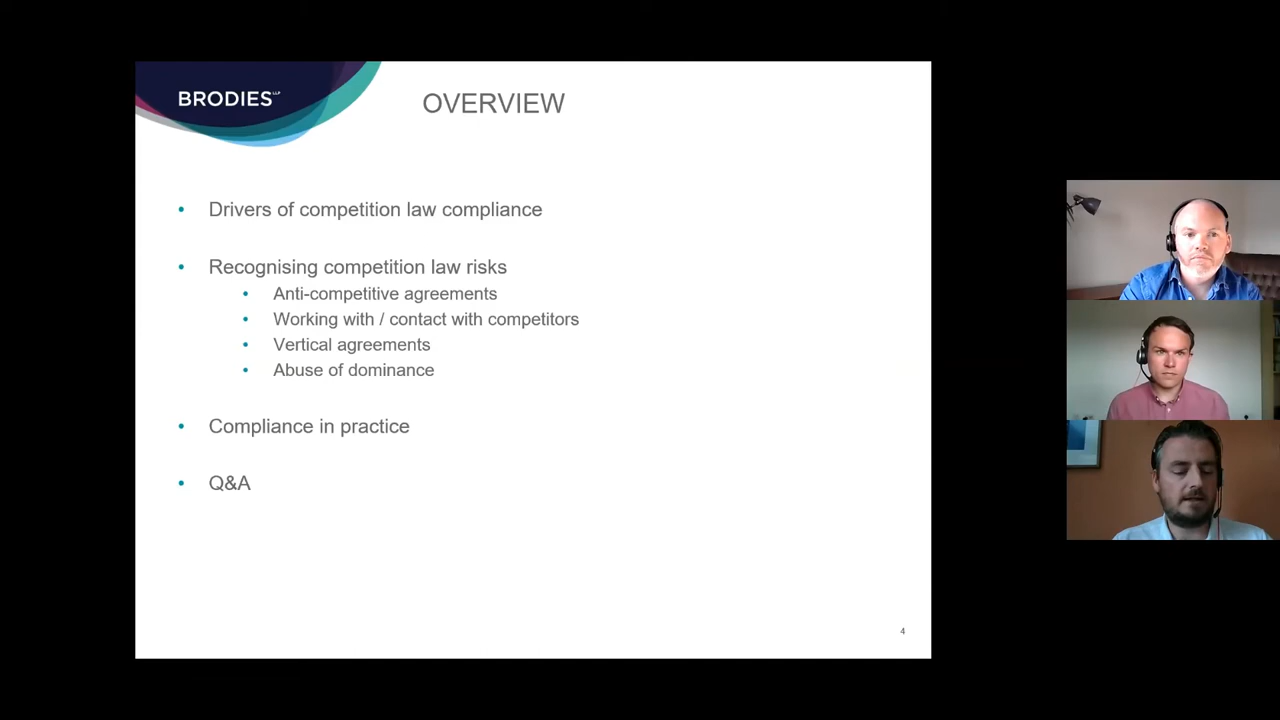 BRODIES LLP
OVERVIEW
• Drivers of competition law compliance
• Recognising competition law risks
• Anti-competitive agreements
• Working with / contact with competitors
• Vertical agreements
• Abuse of dominance
• Compliance in practice
• Q&A
4